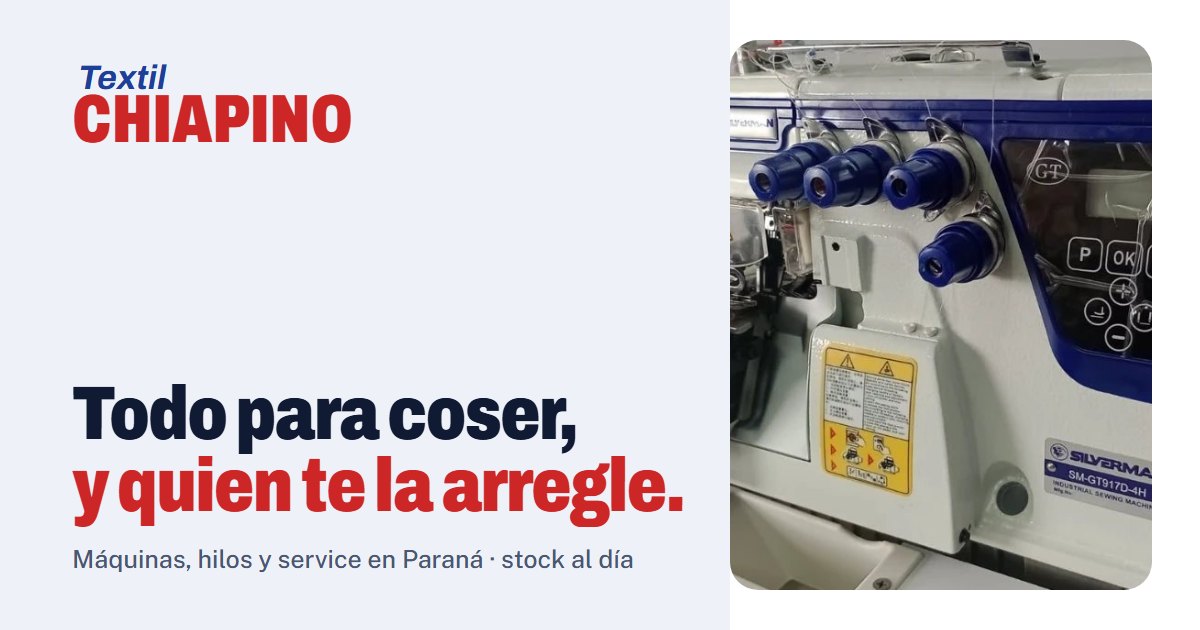 Textil
CHIAPINO
Todo para coser,
y quien te la arregle.
Máquinas, hilos y service en Paraná · stock al día
GT
P
OK
SILVERMA
SM-GT917D-4H
INDUSTRIAL SEWING MACHIN